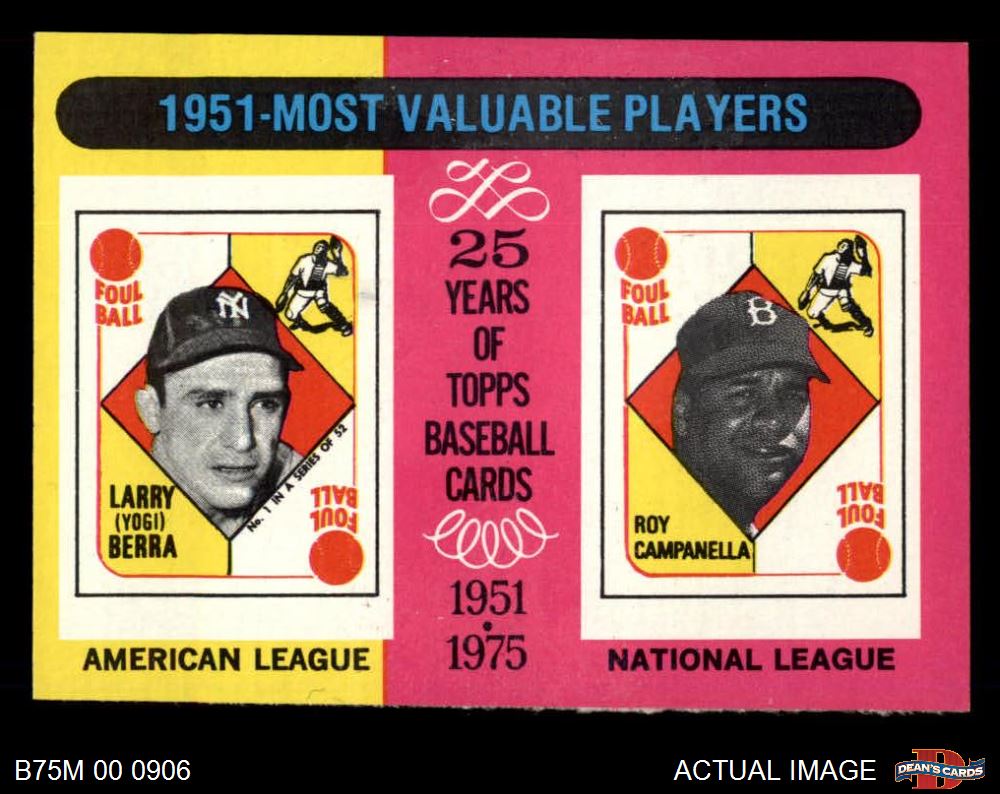 1951-MOST VALUABLE PLAYERS
FOUL
BALL
NY
LARRY
(YOGI)
BERRA
No. 1 IN A SERIES OF 52
FOUL
BALL
AMERICAN LEAGUE
25
YEARS
OF
TOPPS
BASEBALL
CARDS
1951
•
1975
FOUL
BALL
B
ROY
CAMPANELLA
FOUL
BALL
NATIONAL LEAGUE
B75M 00 0906
ACTUAL IMAGE
D
DEAN'S CARDS